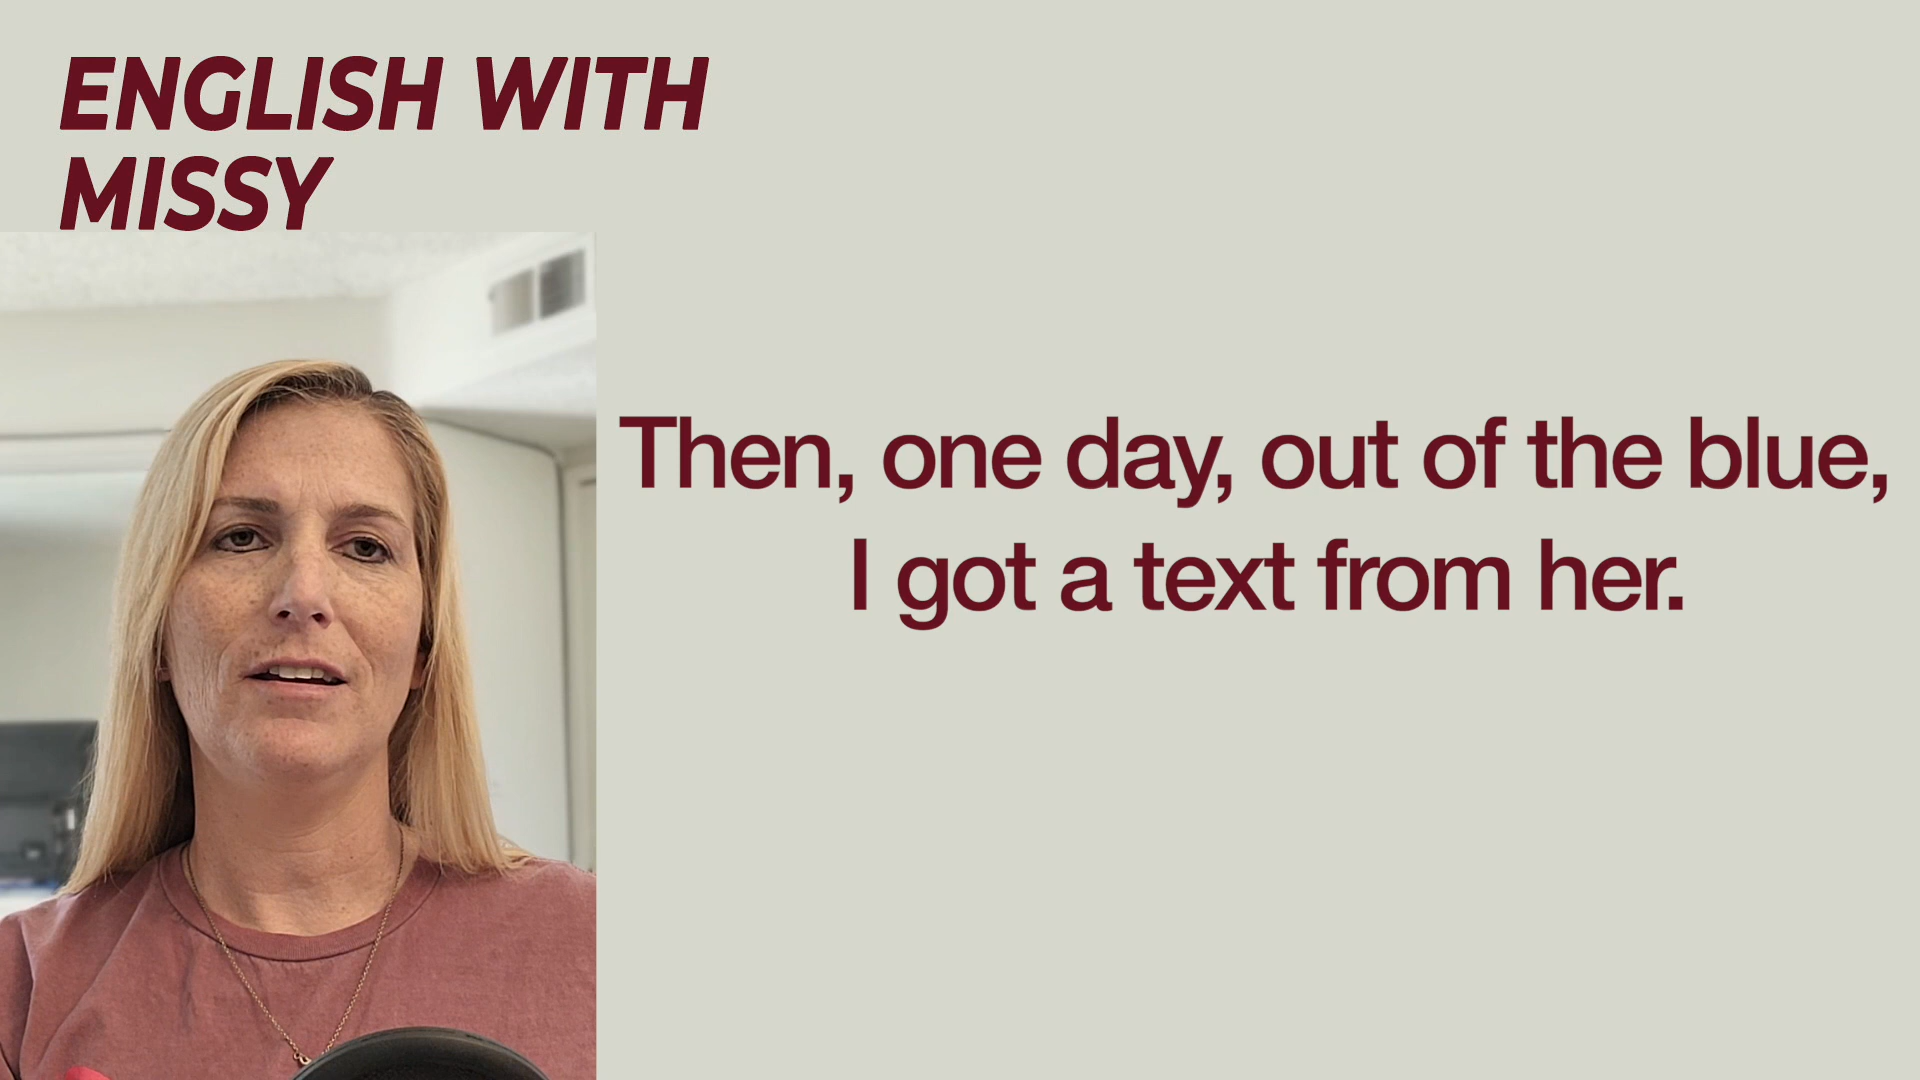 ENGLISH WITH
MISSY
Then, one day, out of the blue,
I got a text from her.